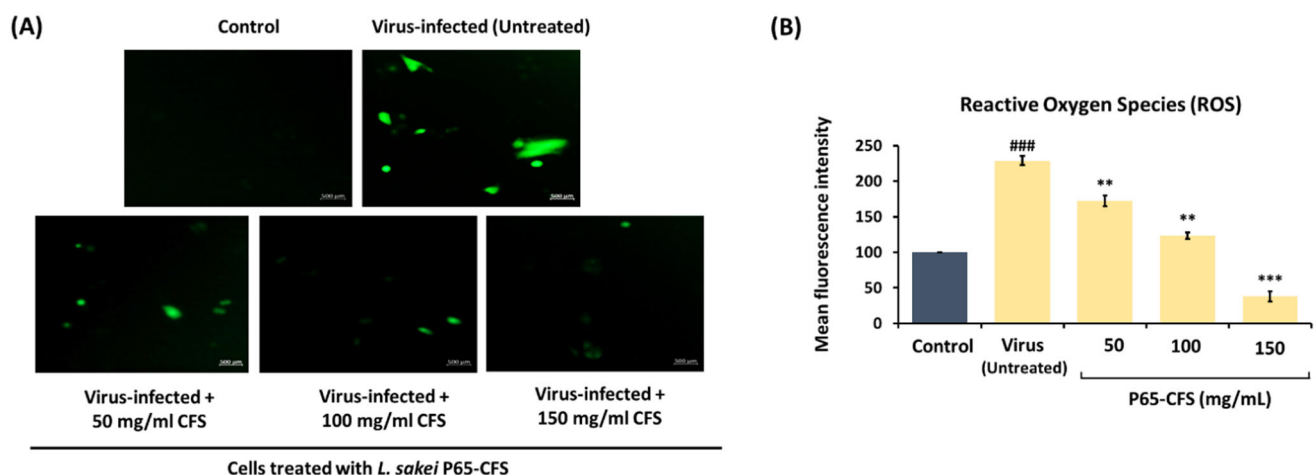 (A)
Control
Virus-infected (Untreated)
500 µm
500 µm
500 µm
500 µm
500 µm
Virus-infected +
50 mg/ml CFS
Virus-infected +
100 mg/ml CFS
Virus-infected +
150 mg/ml CFS
Cells treated with L. sakei P65-CFS
(B)
Reactive Oxygen Species (ROS)
Mean fluorescence intensity
250
200
150
100
50
0
###
**
**
***
Control
Virus
(Untreated)
50
100
150
P65-CFS (mg/mL)